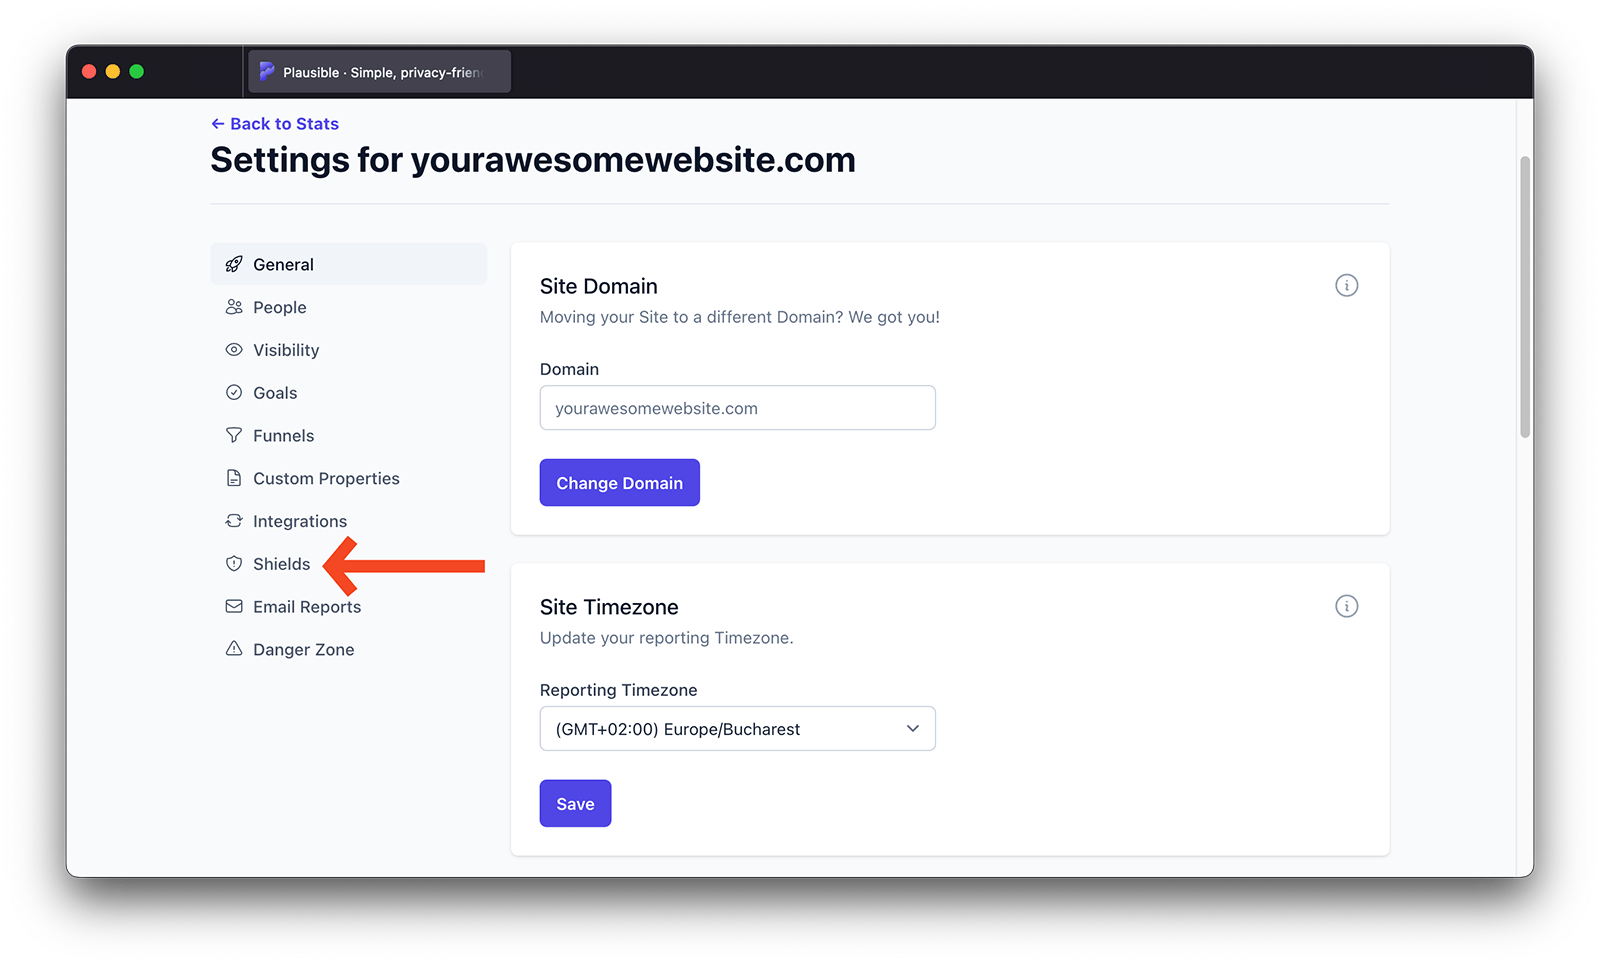 Plausible · Simple, privacy-frien
← Back to Stats
Settings for yourawesomewebsite.com
General
People
Visibility
Goals
Funnels
Custom Properties
Integrations
Shields
Email Reports
Danger Zone
Site Domain
Moving your Site to a different Domain? We got you!
Domain
yourawesomewebsite.com
Change Domain
Site Timezone
Update your reporting Timezone.
Reporting Timezone
(GMT+02:00) Europe/Bucharest
Save